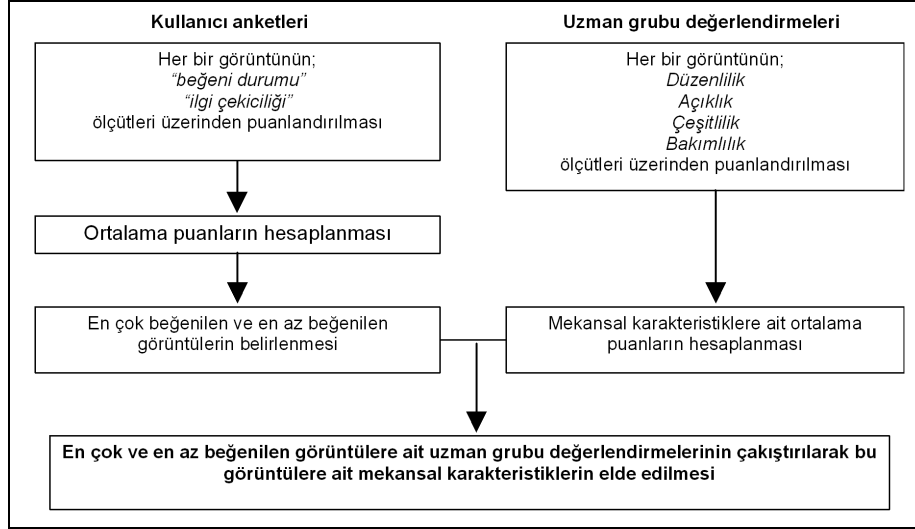 Kullanıcı anketleri
Her bir görüntünün;
“beğeni durumu”
“ilgi çekiciliği”
ölçütleri üzerinden puanlandırılması
Ortalama puanların hesaplanması
En çok beğenilen ve en az beğenilen
görüntülerin belirlenmesi
Uzman grubu değerlendirmeleri
Her bir görüntünün;
Düzenlilik
Açıklık
Çeşitlilik
Bakımlılık
ölçütleri üzerinden puanlandırılması
Mekansal karakteristiklere ait ortalama
puanların hesaplanması
En çok ve en az beğenilen görüntülere ait uzman grubu değerlendirmelerinin çakıştırılarak bu
görüntülere ait mekansal karakteristiklerin elde edilmesi